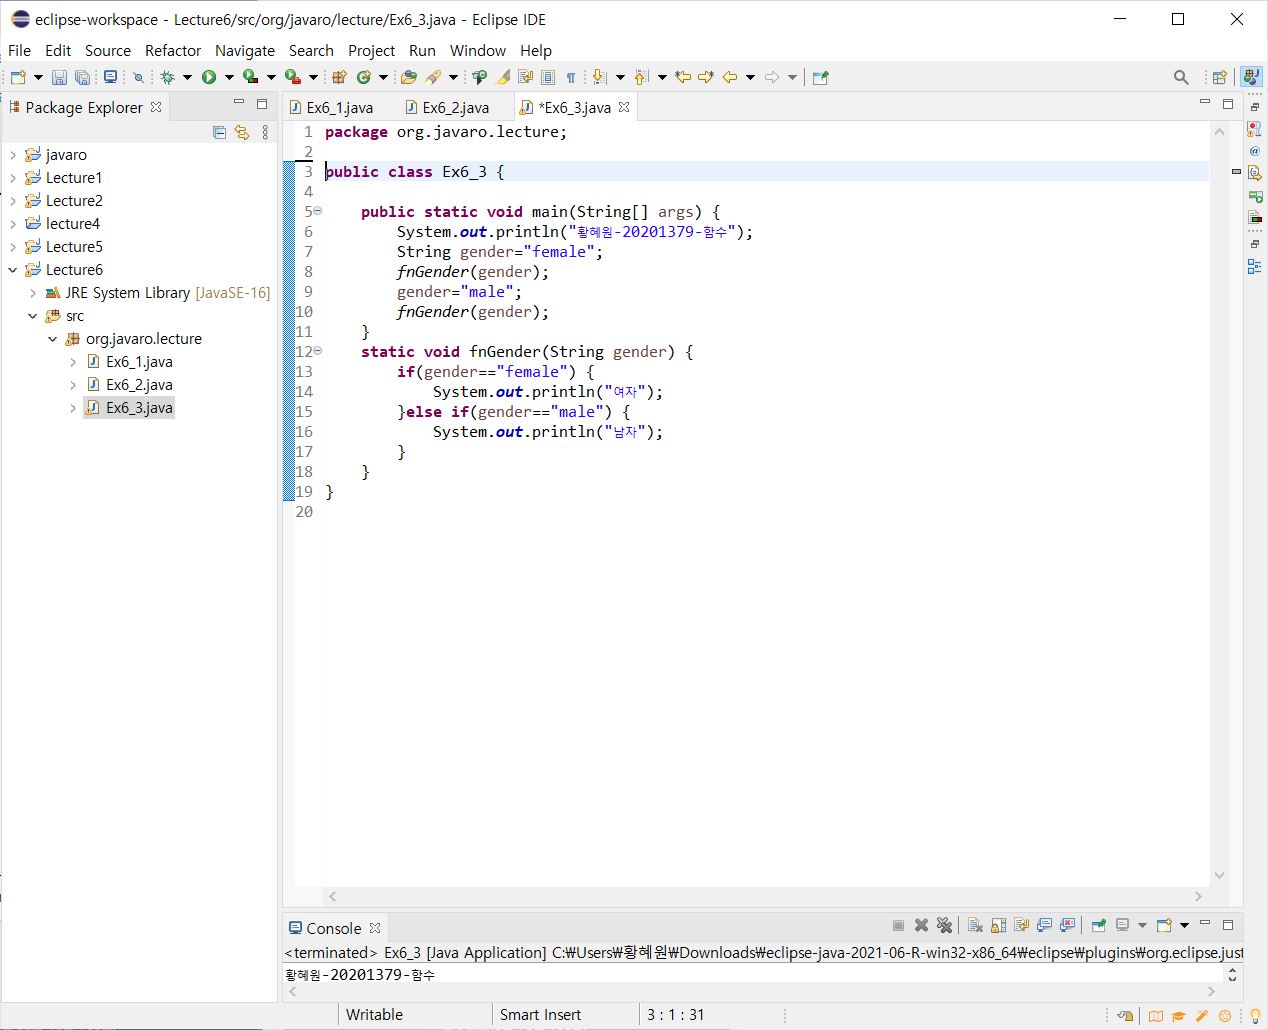 eclipse-workspace - Lecture6/src/org/javaro/lecture/Ex6_3.java - Eclipse IDE
File Edit Source Refactor Navigate Search Project Run Window Help
Package Explorer
javaro
Lecture1
Lecture2
lecture4
Lecture5
Lecture6
JRE System Library [JavaSE-16]
src
org.javaro.lecture
Ex6_1.java
Ex6_2.java
Ex6_3.java
Ex6_1.java Ex6_2.java *Ex6_3.java
1 package org.javaro.lecture;
2
3 public class Ex6_3 {
4
5 public static void main(String[] args) {
6 System.out.println("황혜원-20201379-함수");
7 String gender="female";
8 fnGender(gender);
9 gender="male";
10 fnGender(gender);
11 }
12 static void fnGender(String gender) {
13 if(gender=="female") {
14 System.out.println("여자");
15 }else if(gender=="male") {
16 System.out.println("남자");
17 }
18 }
19 }
20
Console
<terminated> Ex6_3 [Java Application] C:₩Users₩황혜원₩Downloads₩eclipse-java-2021-06-R-win32-x86_64₩eclipse₩plugins₩org.eclipse.just
황혜원-20201379-함수
Writable Smart Insert 3 : 1 : 31